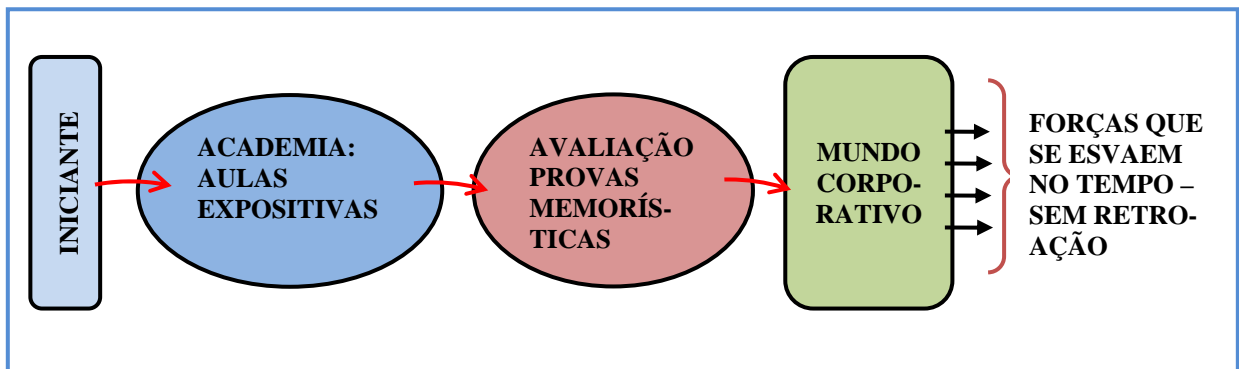 INICIANTE
ACADEMIA:
AULAS
EXPOSITIVAS
AVALIAÇÃO
PROVAS
MEMORÍS-
TICAS
MUNDO
CORPO-
RATIVO
FORÇAS QUE
SE ESVAEM
NO TEMPO –
SEM RETRO-
AÇÃO